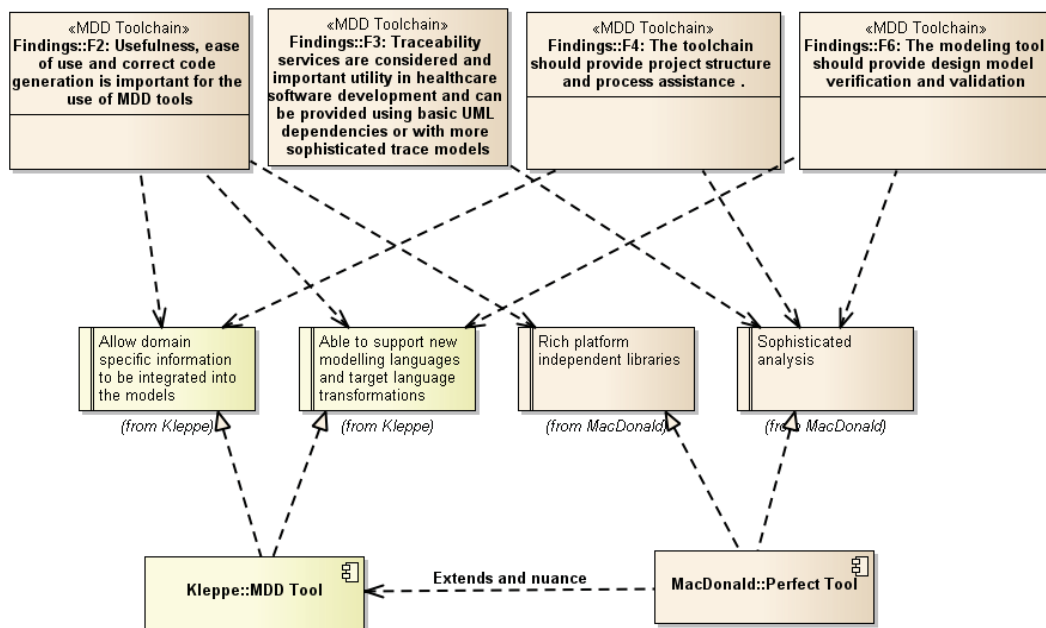 «MDD Toolchain»
Findings::F2: Usefulness, ease
of use and correct code
generation is important for the
use of MDD tools
«MDD Toolchain»
Findings::F3: Traceability
services are considered and
important utility in healthcare
software development and can
be provided using basic UML
dependencies or with more
sophisticated trace models
«MDD Toolchain»
Findings::F4: The toolchain
should provide project structure
and process assistance .
«MDD Toolchain»
Findings::F6: The modeling tool
should provide design model
verification and validation
Allow domain
specific information
to be integrated into
the models
(from Kleppe)
Able to support new
modelling languages
and target language
transformations
(from Kleppe)
Rich platform
independent libraries
(from MacDonald)
Sophisticated
analysis
(from MacDonald)
Kleppe::MDD Tool
Extends and nuance
MacDonald::Perfect Tool